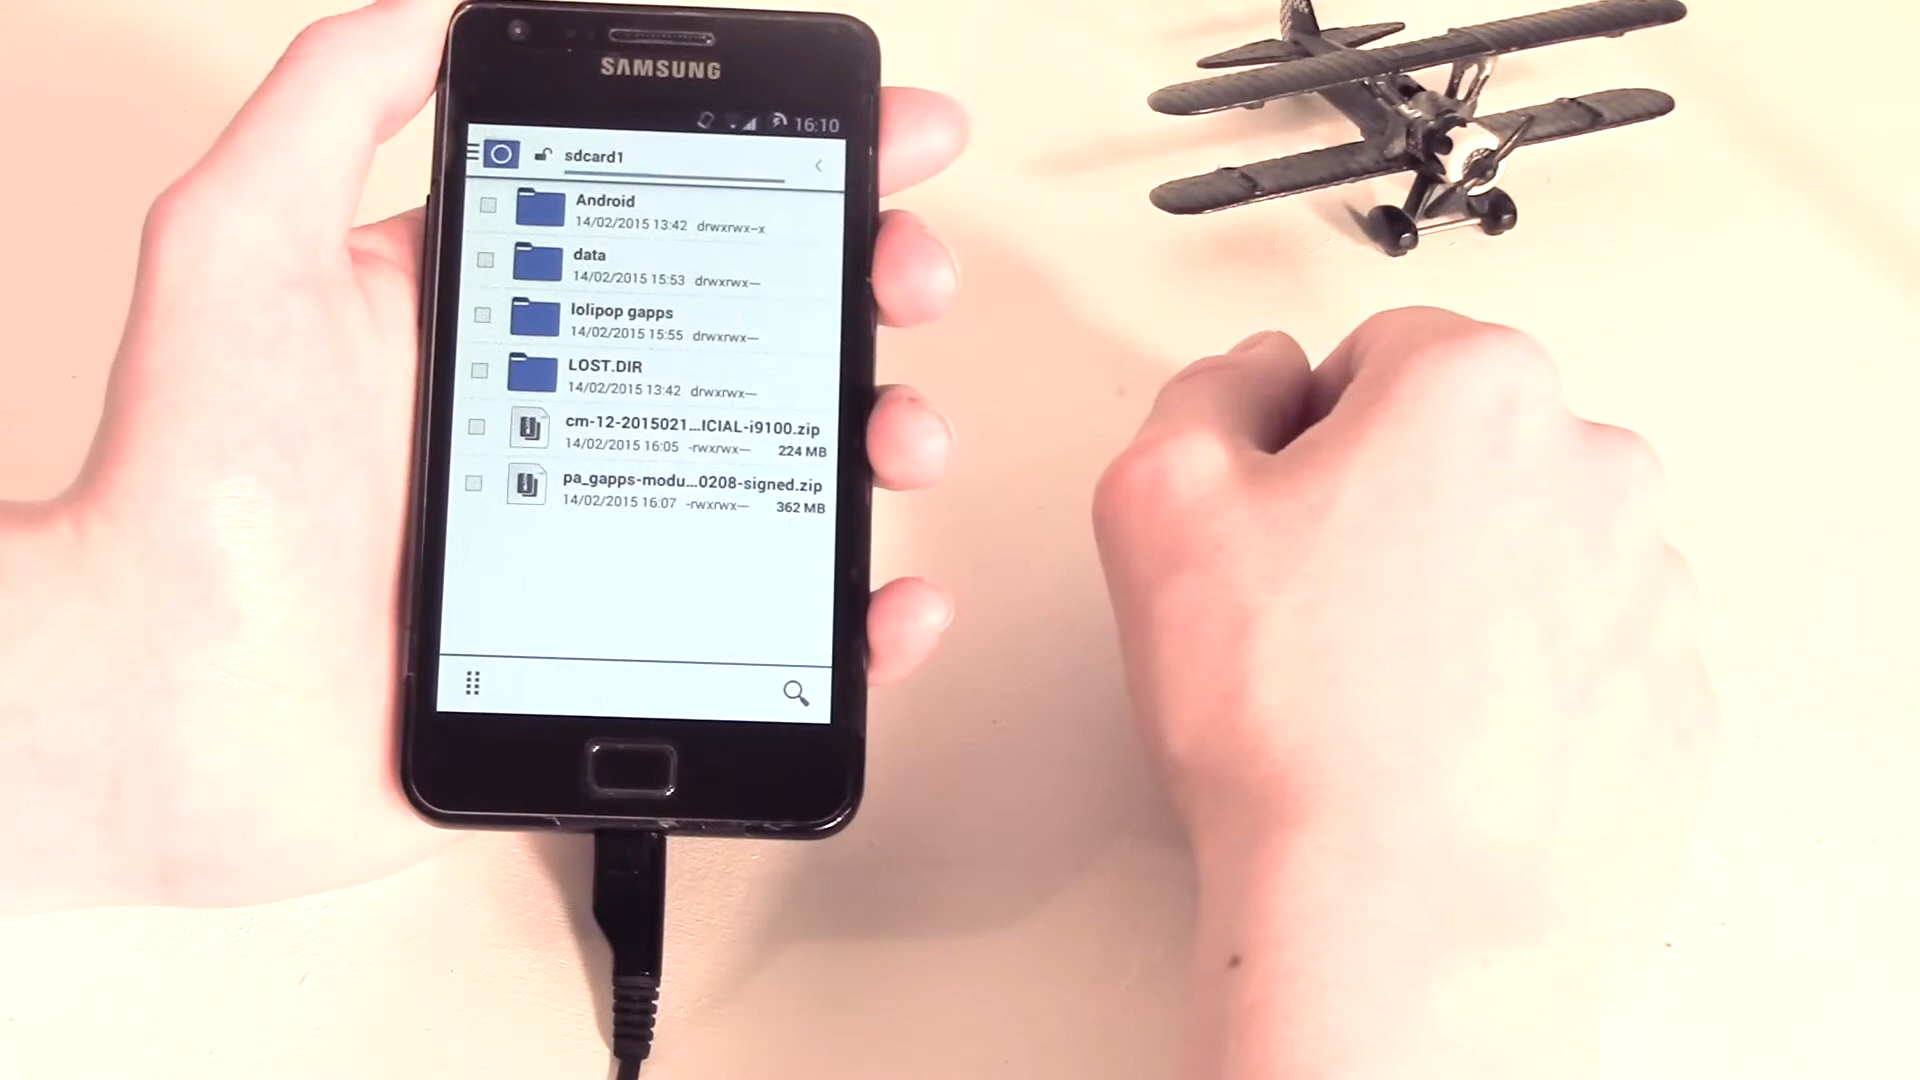 SAMSUNG
16:10
sdcard1
Android
14/02/2015 13:42 drwxrwx--x
data
14/02/2015 15:53 drwxrwx---
lolipop gapps
14/02/2015 15:55 drwxrwx---
LOST.DIR
14/02/2015 13:42 drwxrwx---
cm-12-2015021...ICIAL-i9100.zip
14/02/2015 16:05 -rwxrwx--- 224 MB
pa_gapps-modu...0208-signed.zip
14/02/2015 16:07 -rwxrwx--- 362 MB